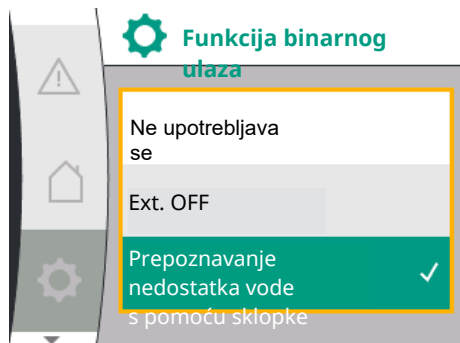 Funkcija binarnog
ulaza
Ne upotrebljava
se
Ext. OFF
Prepoznavanje
nedostatka vode
s pomoću sklopke